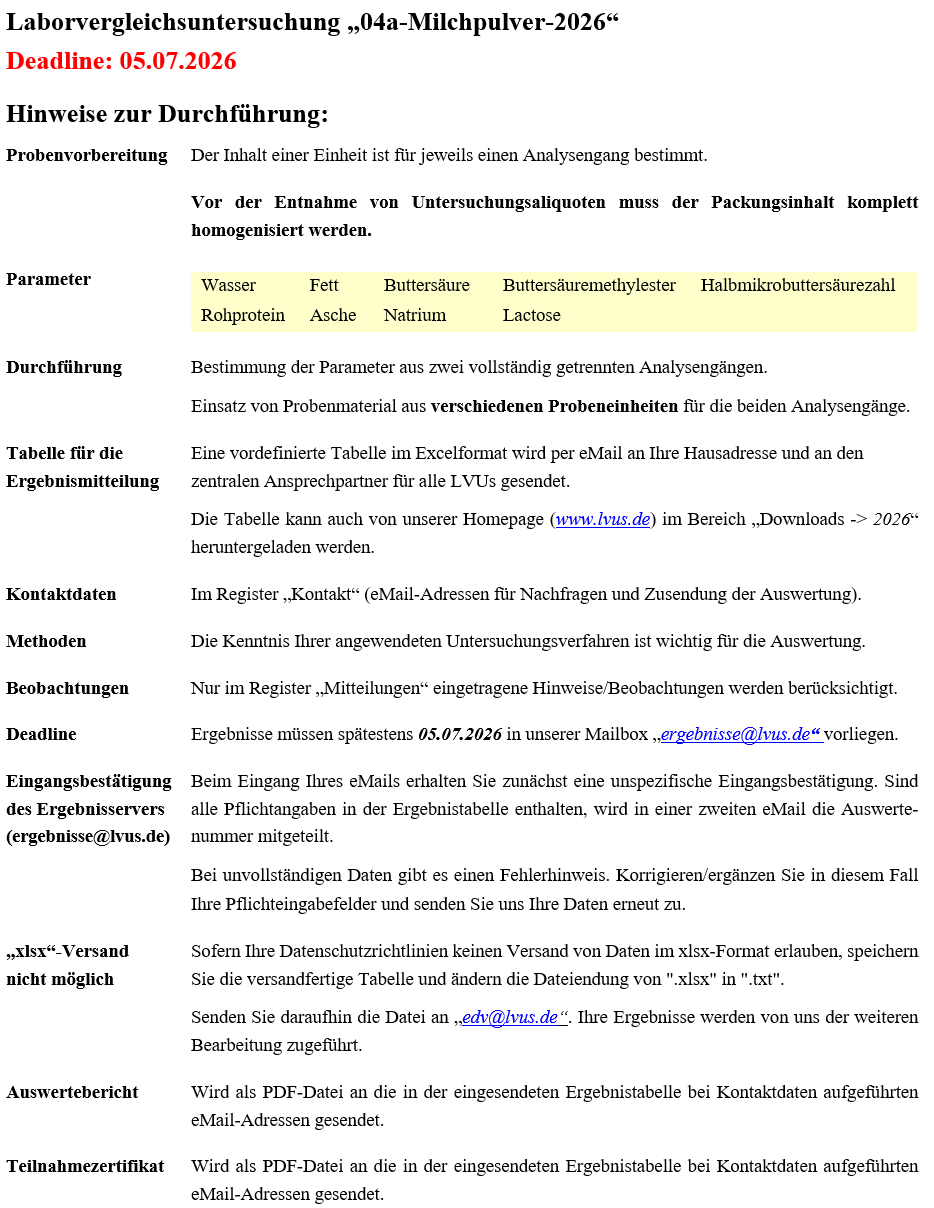 Laborvergleichsuntersuchung „04a-Milchpulver-2026“
Deadline: 05.07.2026
Hinweise zur Durchführung:
Probenvorbereitung Der Inhalt einer Einheit ist für jeweils einen Analysengang bestimmt.
Vor der Entnahme von Untersuchungsaliquoten muss der Packungsinhalt komplett
homogenisiert werden.
Parameter Wasser Fett Buttersäure Buttersäuremethylester Halbmikrobuttersäurezahl
Rohprotein Asche Natrium Lactose
Durchführung Bestimmung der Parameter aus zwei vollständig getrennten Analysengängen.
Einsatz von Probenmaterial aus verschiedenen Probeneinheiten für die beiden Analysengänge.
Tabelle für die Eine vordefinierte Tabelle im Excelformat wird per eMail an Ihre Hausadresse und an den
Ergebnismitteilung zentralen Ansprechpartner für alle LVUs gesendet.
Die Tabelle kann auch von unserer Homepage (www.lvus.de) im Bereich „Downloads -> 2026“
heruntergeladen werden.
Kontaktdaten Im Register „Kontakt“ (eMail-Adressen für Nachfragen und Zusendung der Auswertung).
Methoden Die Kenntnis Ihrer angewendeten Untersuchungsverfahren ist wichtig für die Auswertung.
Beobachtungen Nur im Register „Mitteilungen“ eingetragene Hinweise/Beobachtungen werden berücksichtigt.
Deadline Ergebnisse müssen spätestens 05.07.2026 in unserer Mailbox „ergebnisse@lvus.de“ vorliegen.
Eingangsbestätigung Beim Eingang Ihres eMails erhalten Sie zunächst eine unspezifische Eingangsbestätigung. Sind
des Ergebnisservers alle Pflichtangaben in der Ergebnistabelle enthalten, wird in einer zweiten eMail die Auswerte-
(ergebnisse@lvus.de) nummer mitgeteilt.
Bei unvollständigen Daten gibt es einen Fehlerhinweis. Korrigieren/ergänzen Sie in diesem Fall
Ihre Pflichteingabefelder und senden Sie uns Ihre Daten erneut zu.
„xlsx“-Versand Sofern Ihre Datenschutzrichtlinien keinen Versand von Daten im xlsx-Format erlauben, speichern
nicht möglich Sie die versandfertige Tabelle und ändern die Dateiendung von ".xlsx" in ".txt".
Senden Sie daraufhin die Datei an „edv@lvus.de“. Ihre Ergebnisse werden von uns der weiteren
Bearbeitung zugeführt.
Auswertebericht Wird als PDF-Datei an die in der eingesendeten Ergebnistabelle bei Kontaktdaten aufgeführten
eMail-Adressen gesendet.
Teilnahmezertifikat Wird als PDF-Datei an die in der eingesendeten Ergebnistabelle bei Kontaktdaten aufgeführten
eMail-Adressen gesendet.